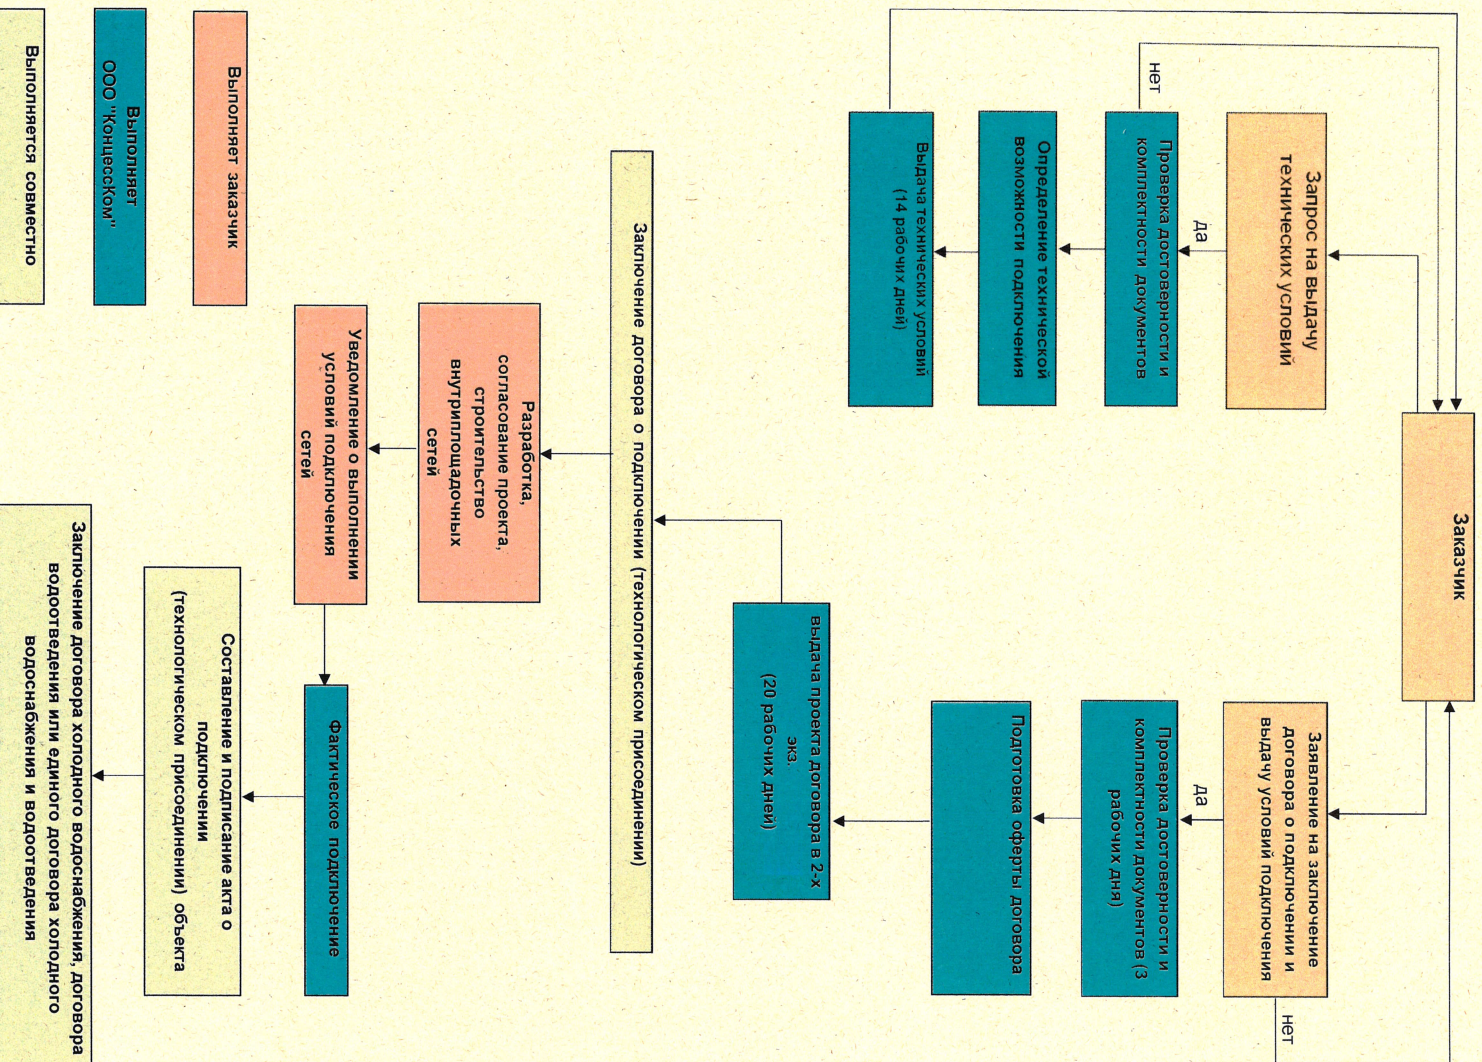 Заказчик
Запрос на выдачу
технических условий
да
нет
Проверка достоверности и
комплектности документов
Определение технической
возможности подключения
Выдача технических условий
(14 рабочих дней)
Заявление на заключение
договора о подключении и
выдачу условий подключения
да
нет
Проверка достоверности и
комплектности документов (3
рабочих дня)
Подготовка оферты договора
выдача проекта договора в 2-х
экз.
(20 рабочих дней)
Заключение договора о подключении (технологическом присоединении)
Разработка,
согласование проекта,
строительство
внутриплощадочных
сетей
Уведомление о выполнении
условий подключения
сетей
Фактическое подключение
Составление и подписание акта о
подключении
(технологическом присоединении) объекта
Заключение договора холодного водоснабжения, договора
водоотведения или единого договора холодного
водоснабжения и водоотведения
Выполняет заказчик
Выполняет
ООО "КонцессКом"
Выполняется совместно